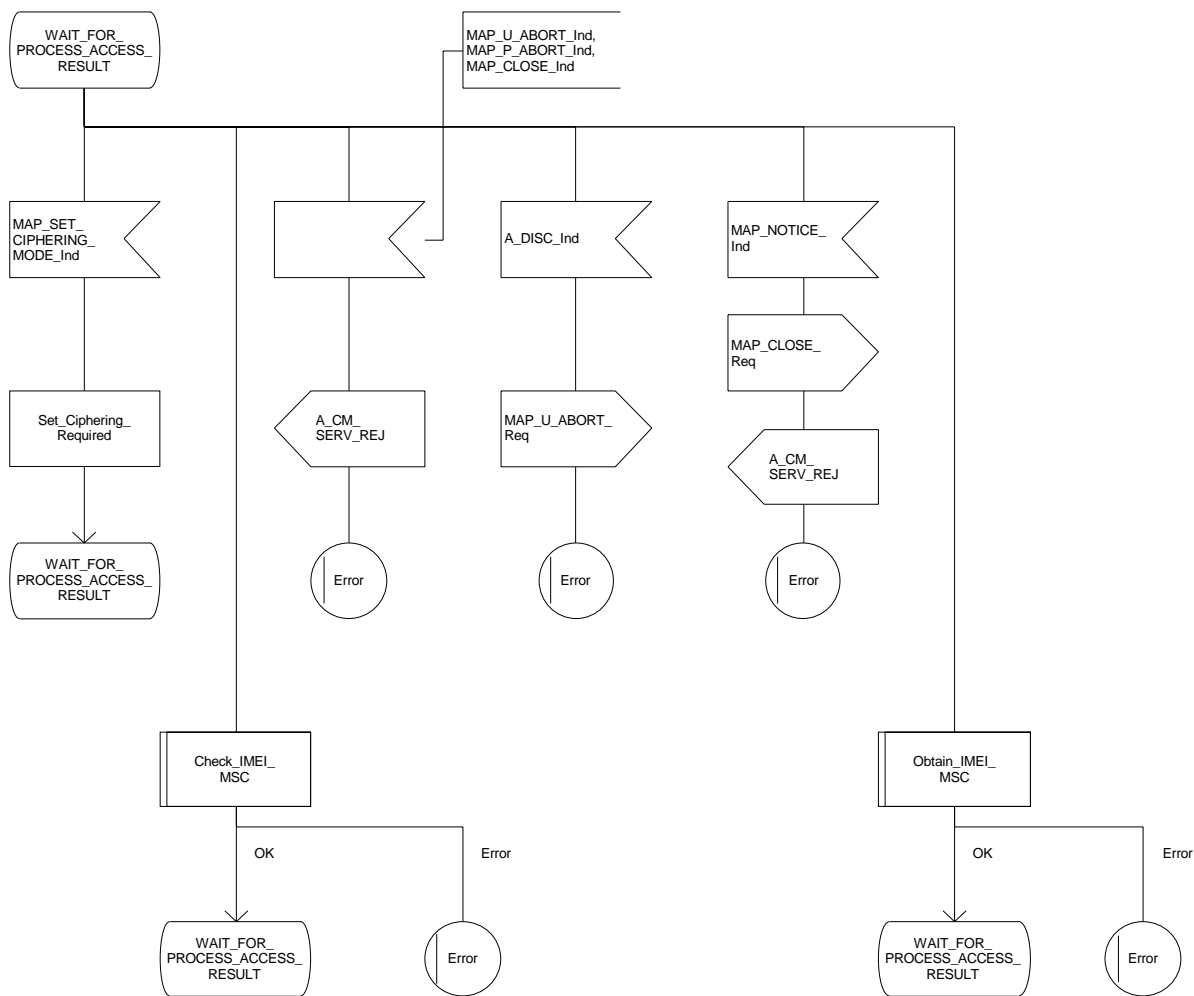 WAIT_FOR_
PROCESS_ACCESS_
RESULT
MAP_U_ABORT_Ind,
MAP_P_ABORT_Ind,
MAP_CLOSE_Ind
MAP_SET_
CIPHERING_
MODE_Ind
A_DISC_Ind
MAP_NOTICE_
Ind
MAP_CLOSE_
Req
Set_Ciphering_
Required
A_CM_
SERV_REJ
MAP_U_ABORT_
Req
A_CM_
SERV_REJ
WAIT_FOR_
PROCESS_ACCESS_
RESULT
Error
Error
Error
Check_IMEI_
MSC
Obtain_IMEI_
MSC
OK
Error
OK
Error
WAIT_FOR_
PROCESS_ACCESS_
RESULT
Error
WAIT_FOR_
PROCESS_ACCESS_
RESULT
Error